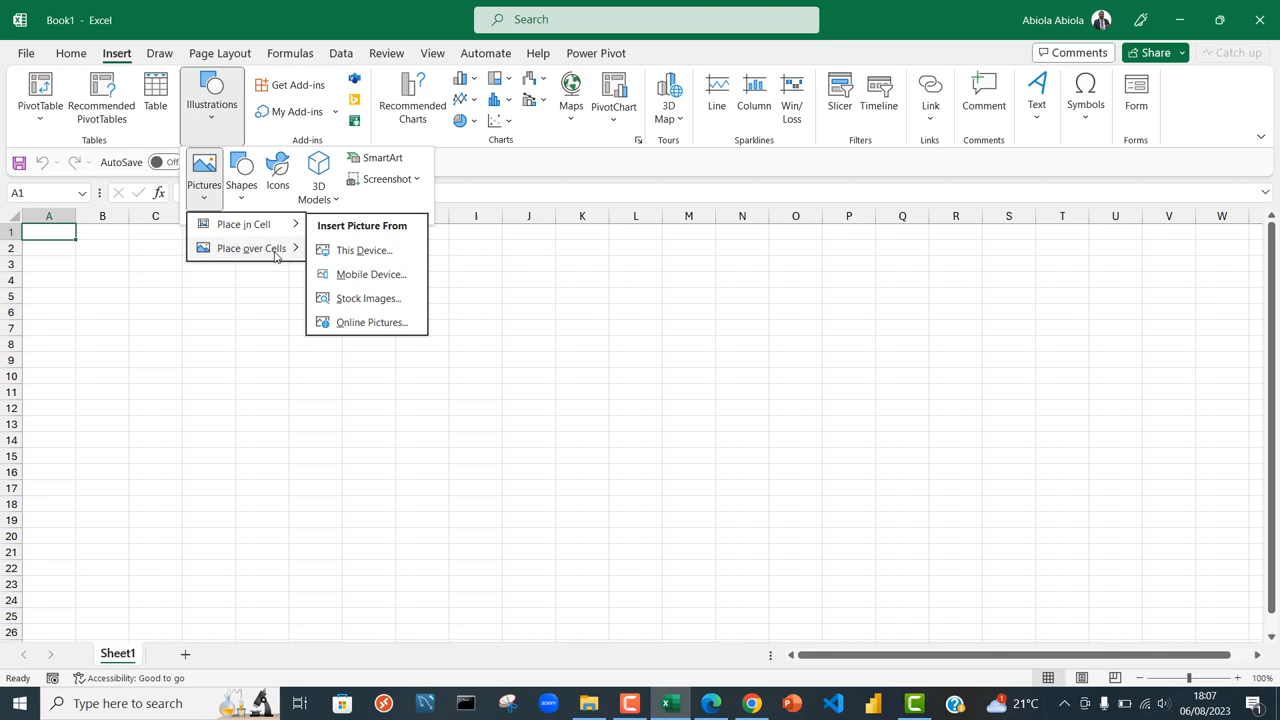 Book1 - Excel
Search
Abiola Abiola
File Home Insert Draw Page Layout Formulas Data Review View Automate Help Power Pivot
Comments Share Catch up
PivotTable
Recommended PivotTables
Table
Illustrations
Get Add-ins
My Add-ins
Recommended Charts
Maps
PivotChart
3D Map
Line
Column
Win/ Loss
Slicer
Timeline
Link
Comment
Text
Symbols
Form
Tables Add-ins Charts Tours Sparklines Filters Comments Forms
AutoSave Off
Pictures
Shapes
Icons
3D Models
SmartArt
Screenshot
A1
fx
A B C I J K L M N O P Q R S T U V W
Place in Cell
Place over Cells
Insert Picture From
This Device...
Mobile Device...
Stock Images...
Online Pictures...
1
2
3
4
5
6
7
8
9
10
11
12
13
14
15
16
17
18
19
20
21
22
23
24
25
26
Sheet1
Ready
Accessibility: Good to go
100%
Type here to search
zoom
21°C
18:07
06/08/2023